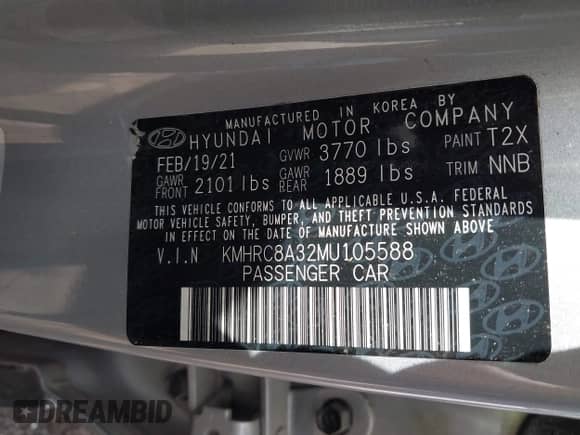 MANUFACTURED IN KOREA BY
HYUNDAI MOTOR COMPANY
FEB/19/21 GVWR 3770 lbs PAINT T2X
GAWR FRONT 2101 lbs GAWR REAR 1889 lbs TRIM NNB
THIS VEHICLE CONFORMS TO ALL APPLICABLE U.S.A. FEDERAL
MOTOR VEHICLE SAFETY, BUMPER, AND THEFT PREVENTION STANDARDS
IN EFFECT ON THE DATE OF MANUFACTURE SHOWN ABOVE.
V.I.N KMHRC8A32MU105588
PASSENGER CAR
DREAMBID